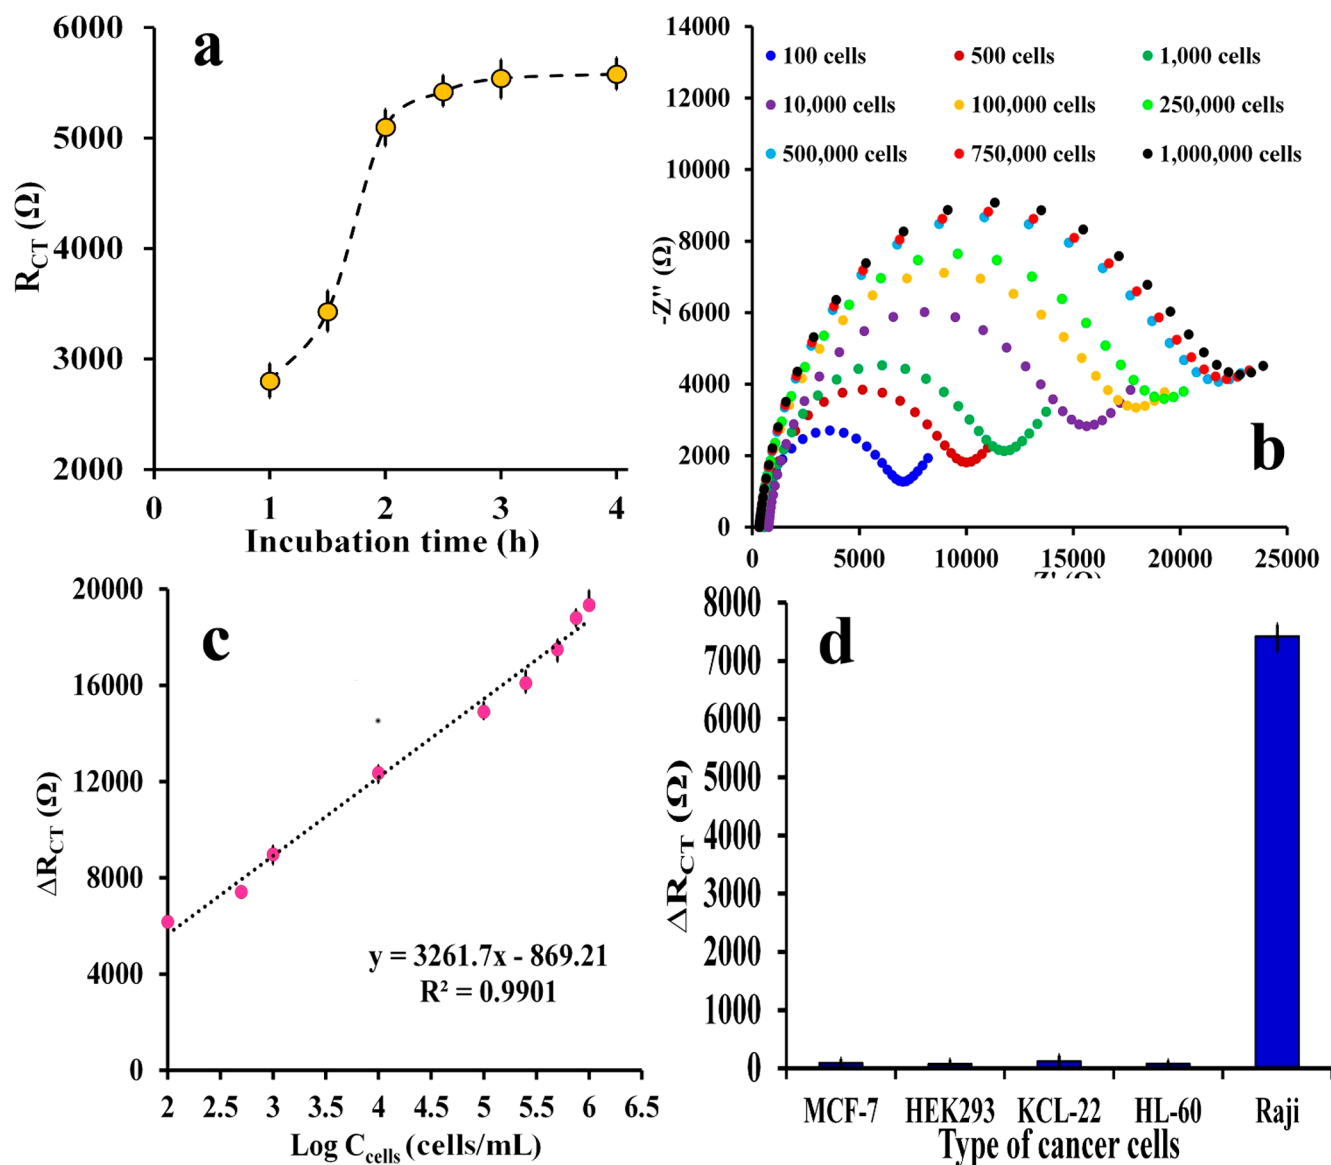 a
6000
5000
4000
3000
2000
R_CT (Ω)
0 1 2 3 4
Incubation time (h)
b
14000
12000
10000
8000
6000
4000
2000
0
-Z'' (Ω)
100 cells 500 cells 1,000 cells
10,000 cells 100,000 cells 250,000 cells
500,000 cells 750,000 cells 1,000,000 cells
0 5000 10000 15000 20000 25000
c
20000
16000
12000
8000
4000
0
ΔR_CT (Ω)
y = 3261.7x - 869.21
R² = 0.9901
2 2.5 3 3.5 4 4.5 5 5.5 6 6.5
Log C_cells (cells/mL)
d
8000
7000
6000
5000
4000
3000
2000
1000
0
ΔR_CT (Ω)
MCF-7 HEK293 KCL-22 HL-60 Raji
Type of cancer cells